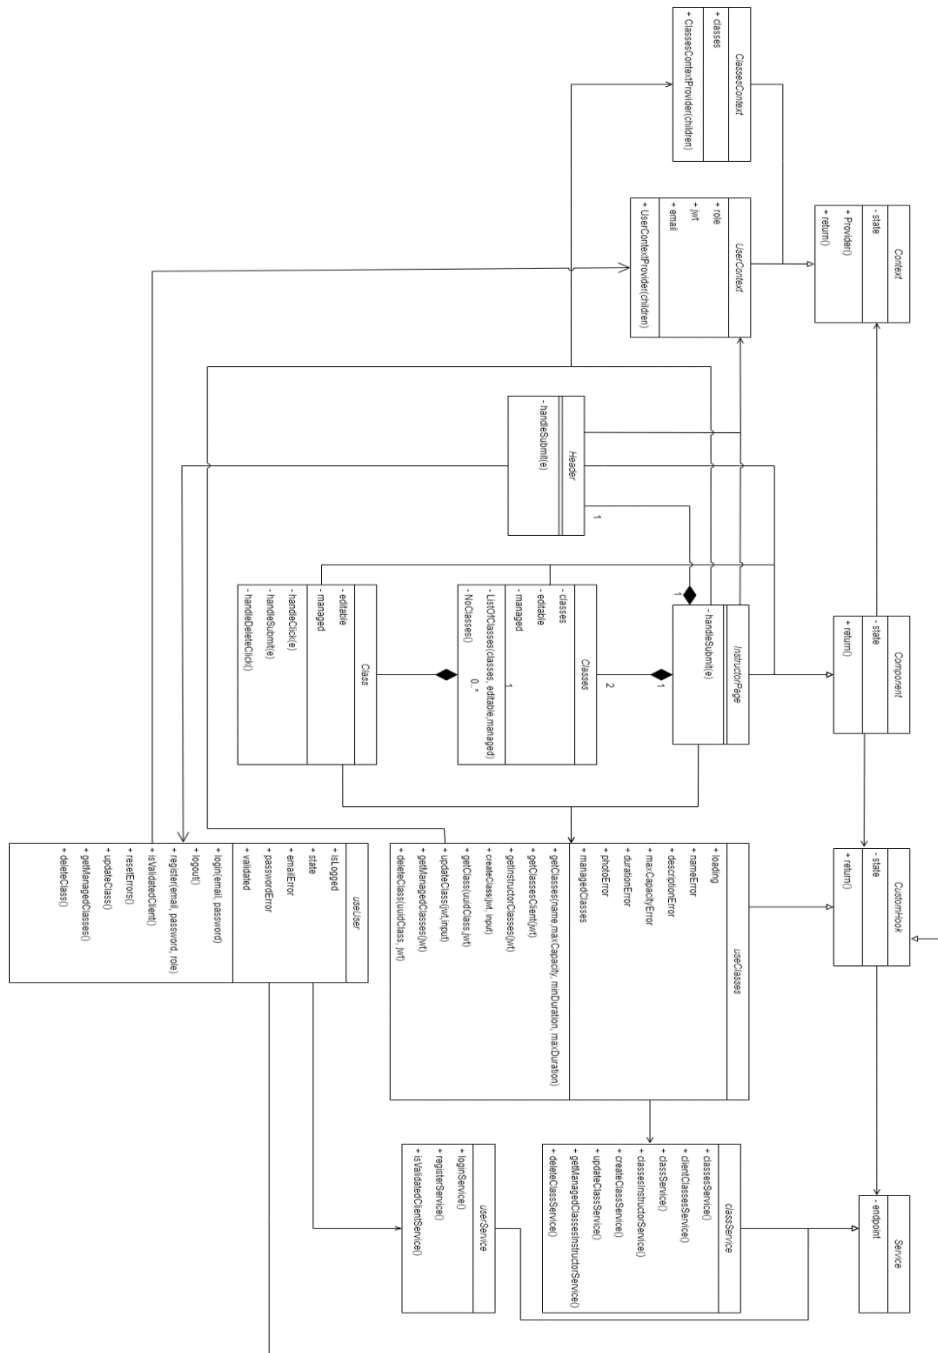 ClassesContext
+ classes
+ ClassesContextProvider(children)
UserContext
+ role
+ jwt
+ email
+ UserContextProvider(children)
Context
- state
+ Provider()
+ return()
Header
- handleSubmit(e)
1
1
InstructorPage
- handleSubmit(e)
1
2
Classes
- classes
- editable
- managed
- ListOfClasses(classes, editable,managed)
- NoClasses()
1
0..*
Class
- editable
- managed
- handleClick(e)
- handleSubmit(e)
- handleDeleteClick()
Component
- state
+ return()
CustomHook
- state
+ return()
useClasses
+ loading
+ nameError
+ descriptionError
+ maxCapacityError
+ durationError
+ photoError
+ managedClasses
+ getClasses(name,maxCapacity, minDuration, maxDuration)
+ getClassesClient(jwt)
+ getInstructorClasses(jwt)
+ createClass(jwt, input)
+ getClass(uuidClass,jwt)
+ updateClass(jwt,input)
+ getManagedClasses(jwt)
+ deleteClass(uuidClass, jwt)
useUser
+ isLogged
+ state
+ emailError
+ passwordError
+ validated
+ login(email, password)
+ logout()
+ register(email, password, role)
+ isValidatedClient()
+ resetErrors()
+ updateClass()
+ getManagedClasses()
+ deleteClass()
Service
- endpoint
classService
+ classesService()
+ clientClassesService()
+ classService()
+ classesInstructorService()
+ createClassService()
+ updateClassService()
+ getManagedClassesInstructorService()
+ deleteClassService()
userService
+ loginService()
+ registerService()
+ isValidatedClientService()